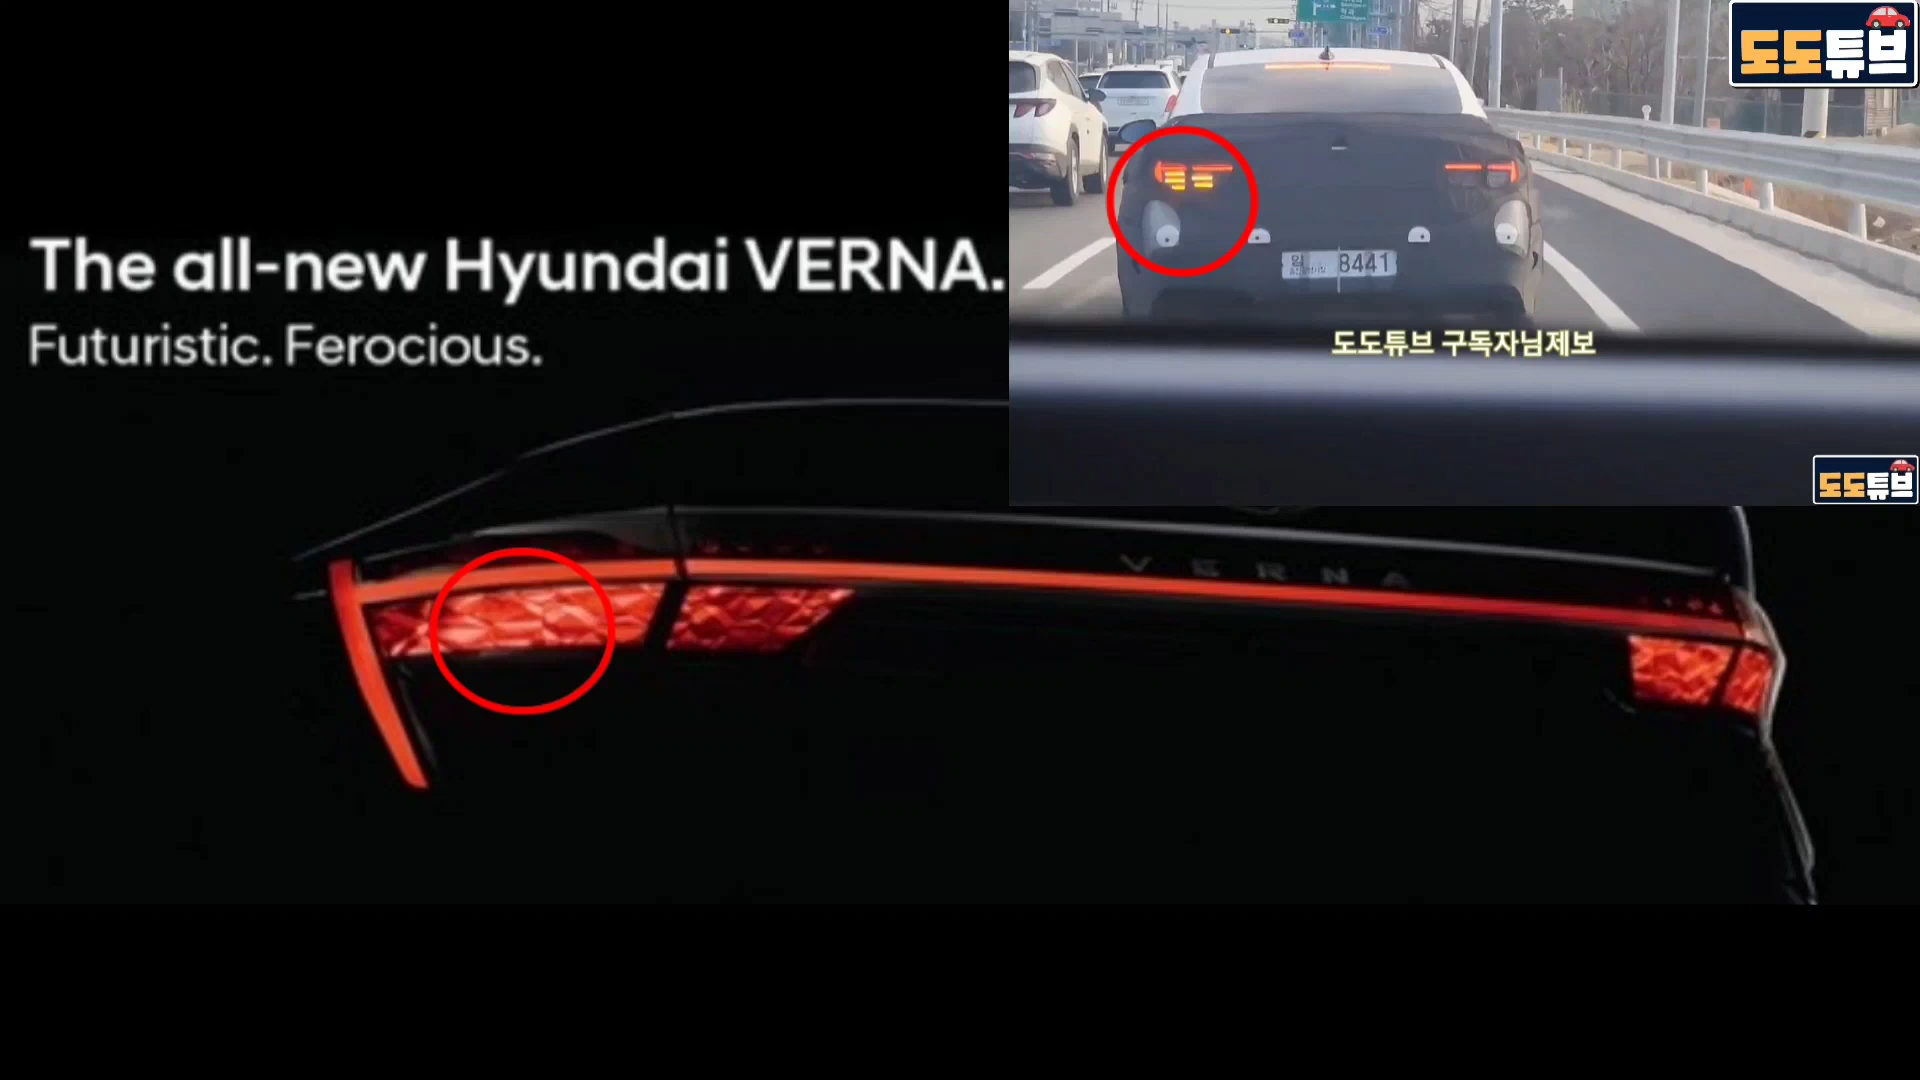 The all-new Hyundai VERNA.
Futuristic. Ferocious.
도도튜브
8441
도도튜브 구독자님제보
도도튜브
VERNA